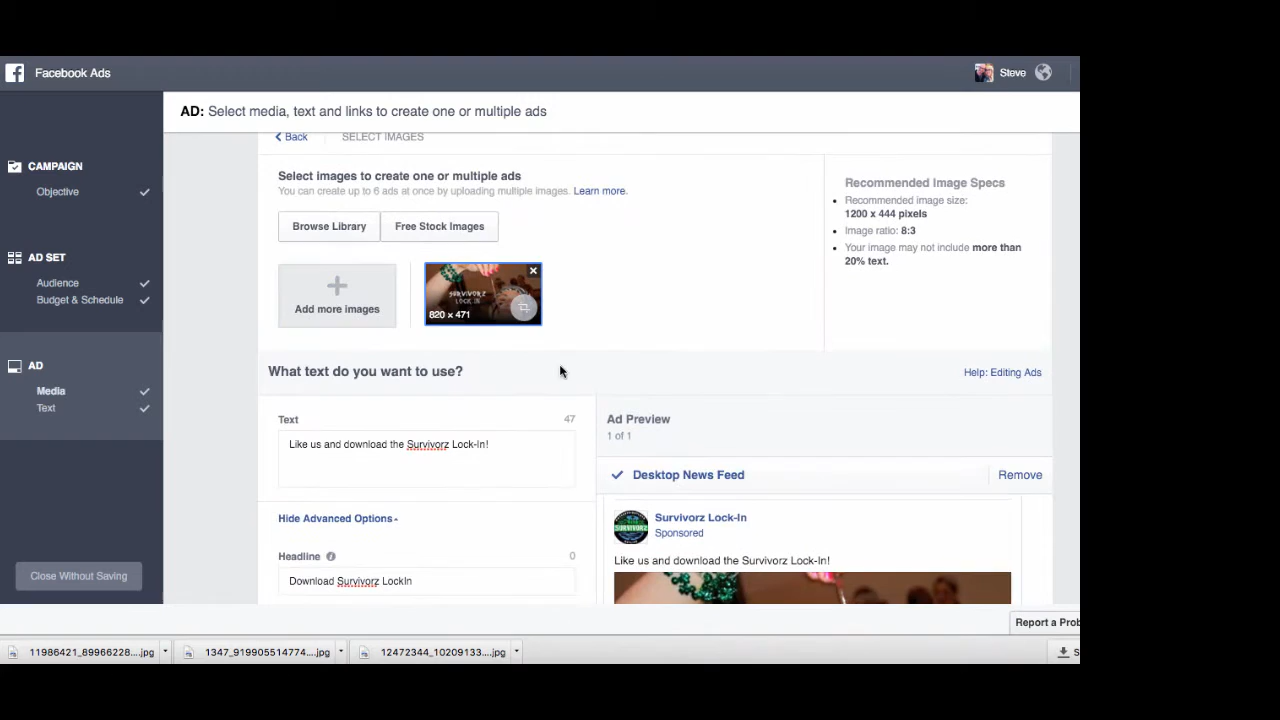 Facebook Ads
Steve
AD: Select media, text and links to create one or multiple ads
CAMPAIGN
Objective
AD SET
Audience
Budget & Schedule
AD
Media
Text
Close Without Saving
Back
SELECT IMAGES
Select images to create one or multiple ads
You can create up to 6 ads at once by uploading multiple images. Learn more.
Browse Library
Free Stock Images
Add more images
SURVIVORZ
LOCK IN
820 × 471
Recommended Image Specs
Recommended image size:
1200 x 444 pixels
Image ratio: 8:3
Your image may not include more than
20% text.
What text do you want to use?
Help: Editing Ads
Text
47
Like us and download the Survivorz Lock-In!
Hide Advanced Options
Headline
0
Download Survivorz LockIn
Ad Preview
1 of 1
Desktop News Feed
Remove
SURVIVORZ
Survivorz Lock-In
Sponsored
Like us and download the Survivorz Lock-In!
Report a Prob
11986421_89966228....jpg
1347_919905514774....jpg
12472344_10209133....jpg
S